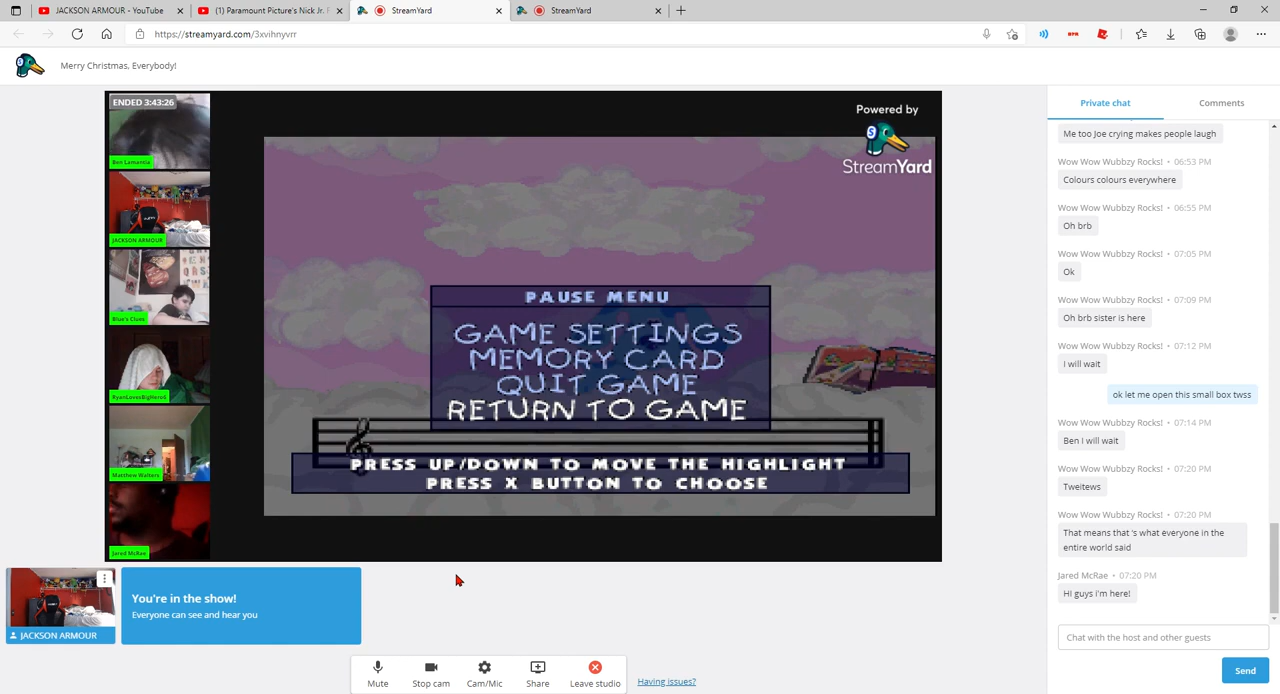 JACKSON ARMOUR - YouTube
(1) Paramount Picture's Nick Jr. F
StreamYard
StreamYard
https://streamyard.com/3xvihnyvrr
Merry Christmas, Everybody!
ENDED 3:43:26
Ben Lamantia
JACKSON ARMOUR
Blue's Clues
RyanLovesBigHero6
Matthew Walters
Jared McRae
Powered by
StreamYard
PAUSE MENU
GAME SETTINGS
MEMORY CARD
QUIT GAME
RETURN TO GAME
PRESS UP/DOWN TO MOVE THE HIGHLIGHT
PRESS X BUTTON TO CHOOSE
JACKSON ARMOUR
You're in the show!
Everyone can see and hear you
Mute
Stop cam
Cam/Mic
Share
Leave studio
Having issues?
Private chat
Comments
Me too Joe crying makes people laugh
Wow Wow Wubbzy Rocks! • 06:53 PM
Colours colours everywhere
Wow Wow Wubbzy Rocks! • 06:55 PM
Oh brb
Wow Wow Wubbzy Rocks! • 07:05 PM
Ok
Wow Wow Wubbzy Rocks! • 07:09 PM
Oh brb sister is here
Wow Wow Wubbzy Rocks! • 07:12 PM
I will wait
ok let me open this small box twss
Wow Wow Wubbzy Rocks! • 07:14 PM
Ben I will wait
Wow Wow Wubbzy Rocks! • 07:20 PM
Tweitews
Wow Wow Wubbzy Rocks! • 07:20 PM
That means that 's what everyone in the
entire world said
Jared McRae • 07:20 PM
HI guys i'm here!
Chat with the host and other guests
Send